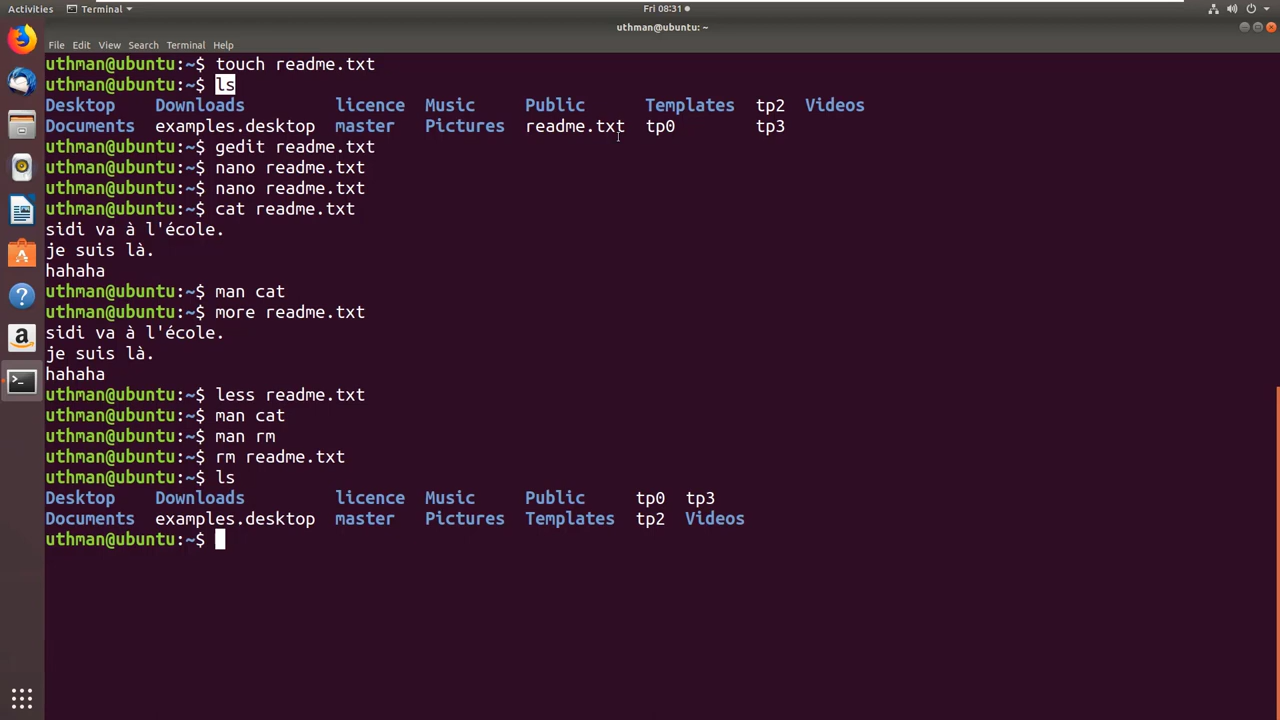 Activities Terminal Fri 08:31
uthman@ubuntu: ~
File Edit View Search Terminal Help
uthman@ubuntu:~$ touch readme.txt
uthman@ubuntu:~$ ls
Desktop Downloads licence Music Public Templates tp2 Videos
Documents examples.desktop master Pictures readme.txt tp0 tp3
uthman@ubuntu:~$ gedit readme.txt
uthman@ubuntu:~$ nano readme.txt
uthman@ubuntu:~$ nano readme.txt
uthman@ubuntu:~$ cat readme.txt
sidi va à l'école.
je suis là.
hahaha
uthman@ubuntu:~$ man cat
uthman@ubuntu:~$ more readme.txt
sidi va à l'école.
je suis là.
hahaha
uthman@ubuntu:~$ less readme.txt
uthman@ubuntu:~$ man cat
uthman@ubuntu:~$ man rm
uthman@ubuntu:~$ rm readme.txt
uthman@ubuntu:~$ ls
Desktop Downloads licence Music Public tp0 tp3
Documents examples.desktop master Pictures Templates tp2 Videos
uthman@ubuntu:~$